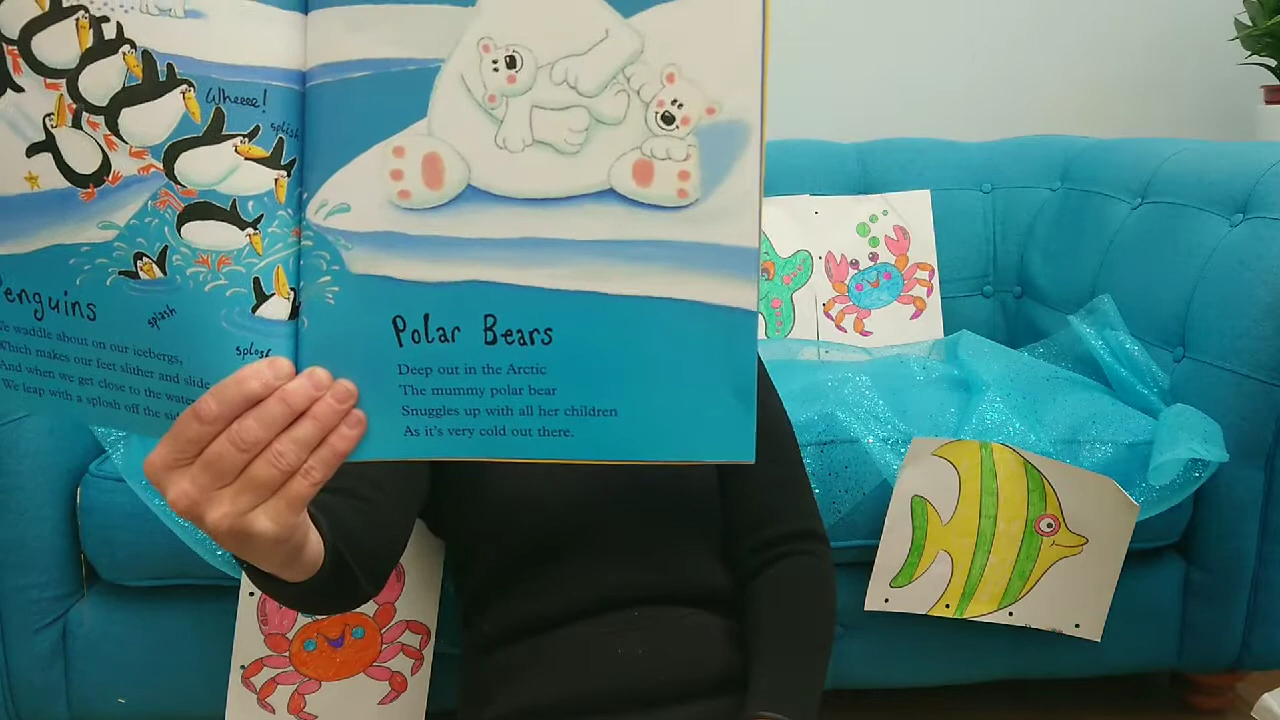 Wheeee!
splish
splash
splosh
Penguins
We waddle about on our icebergs,
Which makes our feet slither and slide
And when we get close to the water
We leap with a splosh off the side
Polar Bears
Deep out in the Arctic
The mummy polar bear
Snuggles up with all her children
As it's very cold out there.